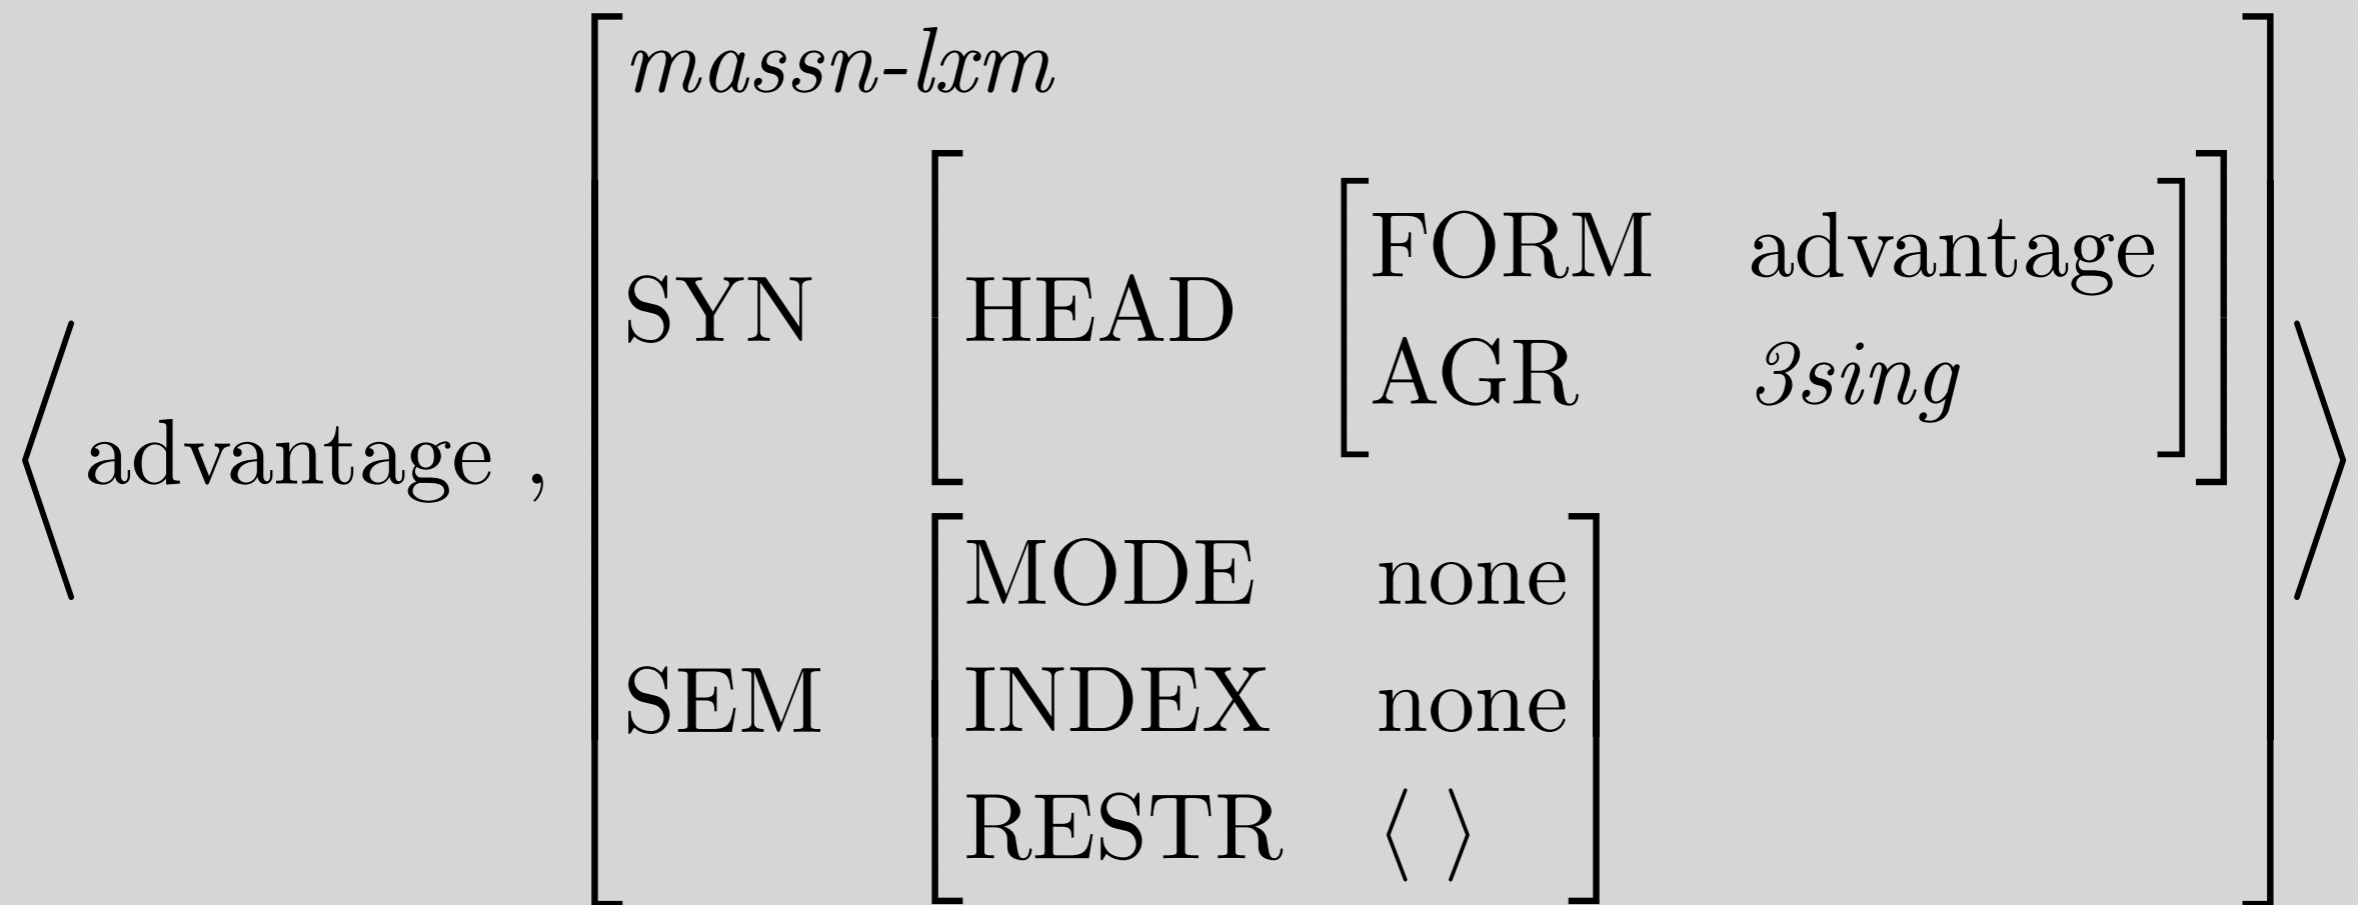 massn-lxm
FORM advantage
SYN HEAD
AGR 3sing
⟨ advantage , ⟩
MODE none
SEM INDEX none
RESTR ⟨ ⟩